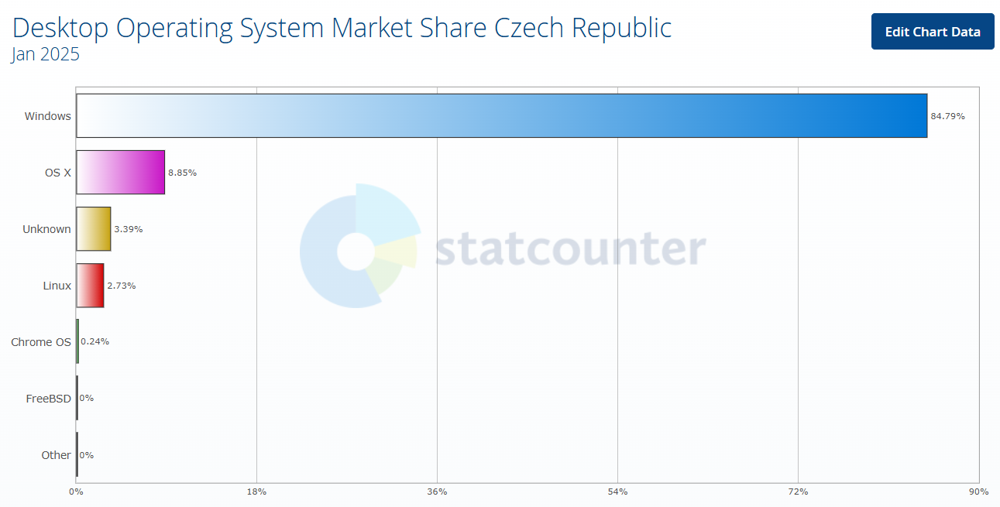 Desktop Operating System Market Share Czech Republic
Jan 2025
Edit Chart Data
Windows 84.79%
OS X 8.85%
Unknown 3.39%
statcounter
Linux 2.73%
Chrome OS 0.24%
FreeBSD 0%
Other 0%
0% 18% 36% 54% 72% 90%